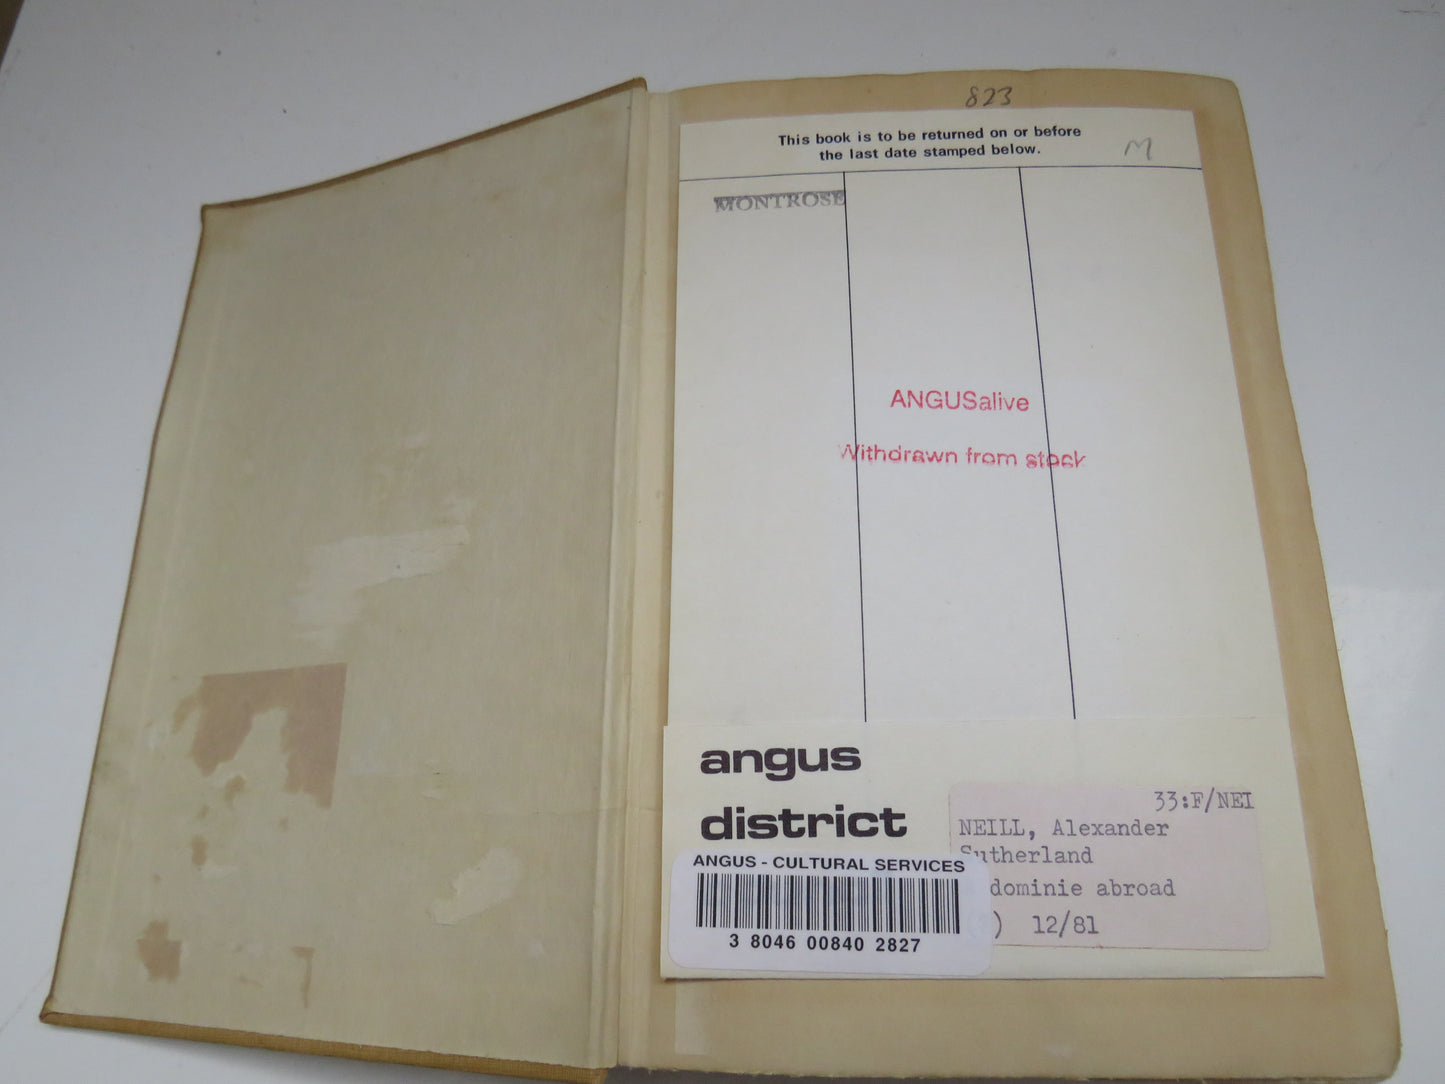 823
This book is to be returned on or before
the last date stamped below.
M
MONTROSE
ANGUSalive
Withdrawn from stock
angus
district
33:F/NEI
NEILL, Alexander
Sutherland
dominie abroad
) 12/81
ANGUS - CULTURAL SERVICES
3 8046 00840 2827